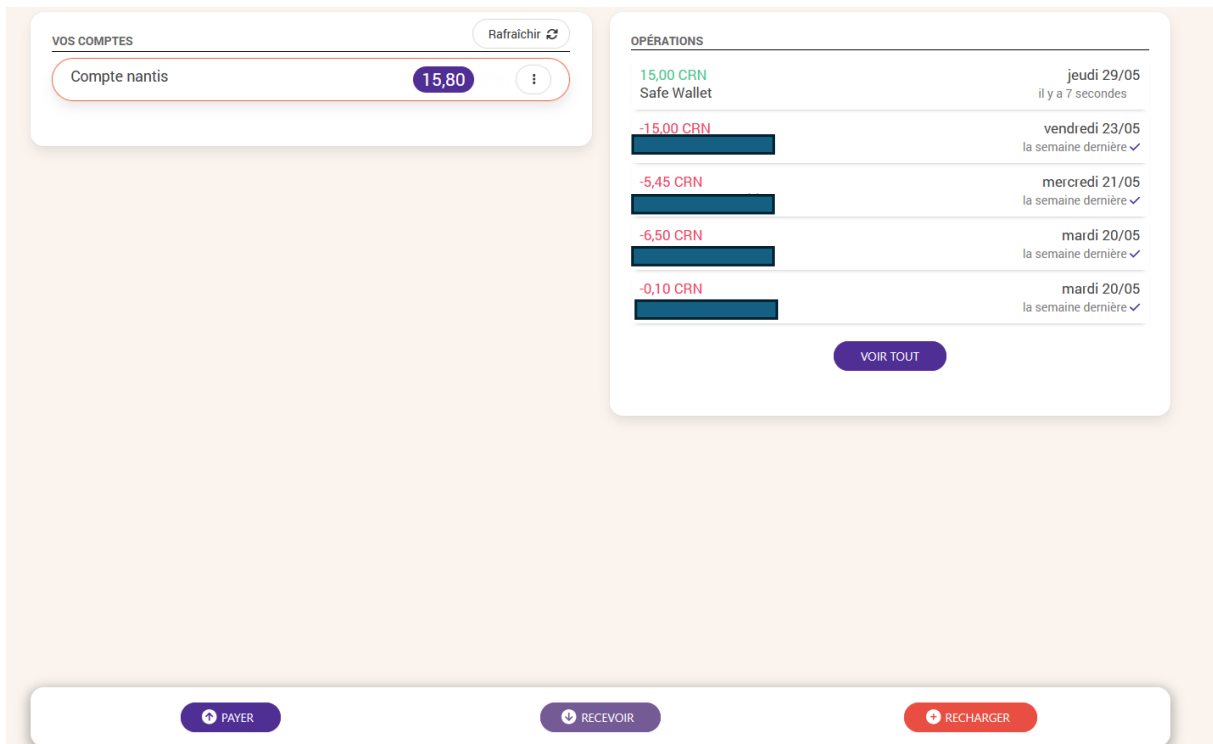 VOS COMPTES
Rafraîchir
Compte nantis
15,80
OPÉRATIONS
15,00 CRN
jeudi 29/05
Safe Wallet
il y a 7 secondes
-15,00 CRN
vendredi 23/05
la semaine dernière
-5,45 CRN
mercredi 21/05
la semaine dernière
-6,50 CRN
mardi 20/05
la semaine dernière
-0,10 CRN
mardi 20/05
la semaine dernière
VOIR TOUT
PAYER
RECEVOIR
RECHARGER